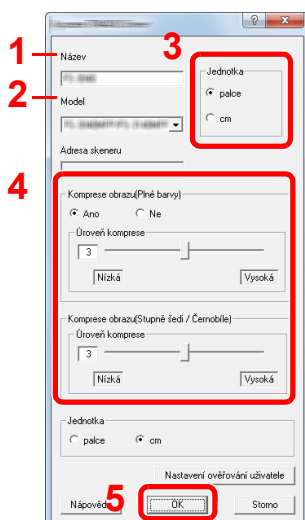 1
Název
3
Jednotka
palce
cm
2
Model
Adresa skeneru
4
Komprese obrazu(Plné barvy)
Ano Ne
Úroveň komprese
3
Nízká Vysoká
Komprese obrazu(Stupně šedi / Černobíle)
Úroveň komprese
3
Nízká Vysoká
Jednotka
palce cm
Nastavení ověřování uživatele
5
Nápověda OK Storno